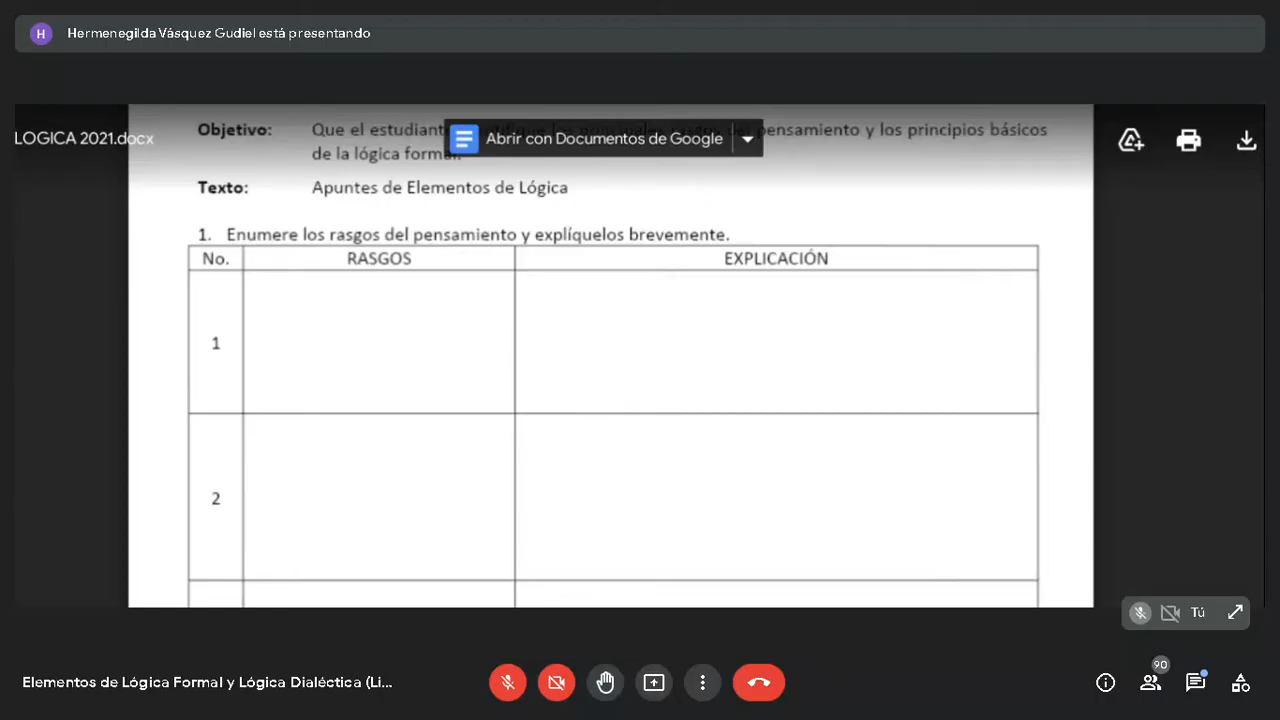 H Hermenegilda Vásquez Gudiel está presentando
LOGICA 2021.docx
Abrir con Documentos de Google
Objetivo: Que el estudiante pensamiento y los principios básicos
de la lógica formal.
Texto: Apuntes de Elementos de Lógica
1. Enumere los rasgos del pensamiento y explíquelos brevemente.
No. RASGOS EXPLICACIÓN
1
2
Tú
90
Elementos de Lógica Formal y Lógica Dialéctica (Li...